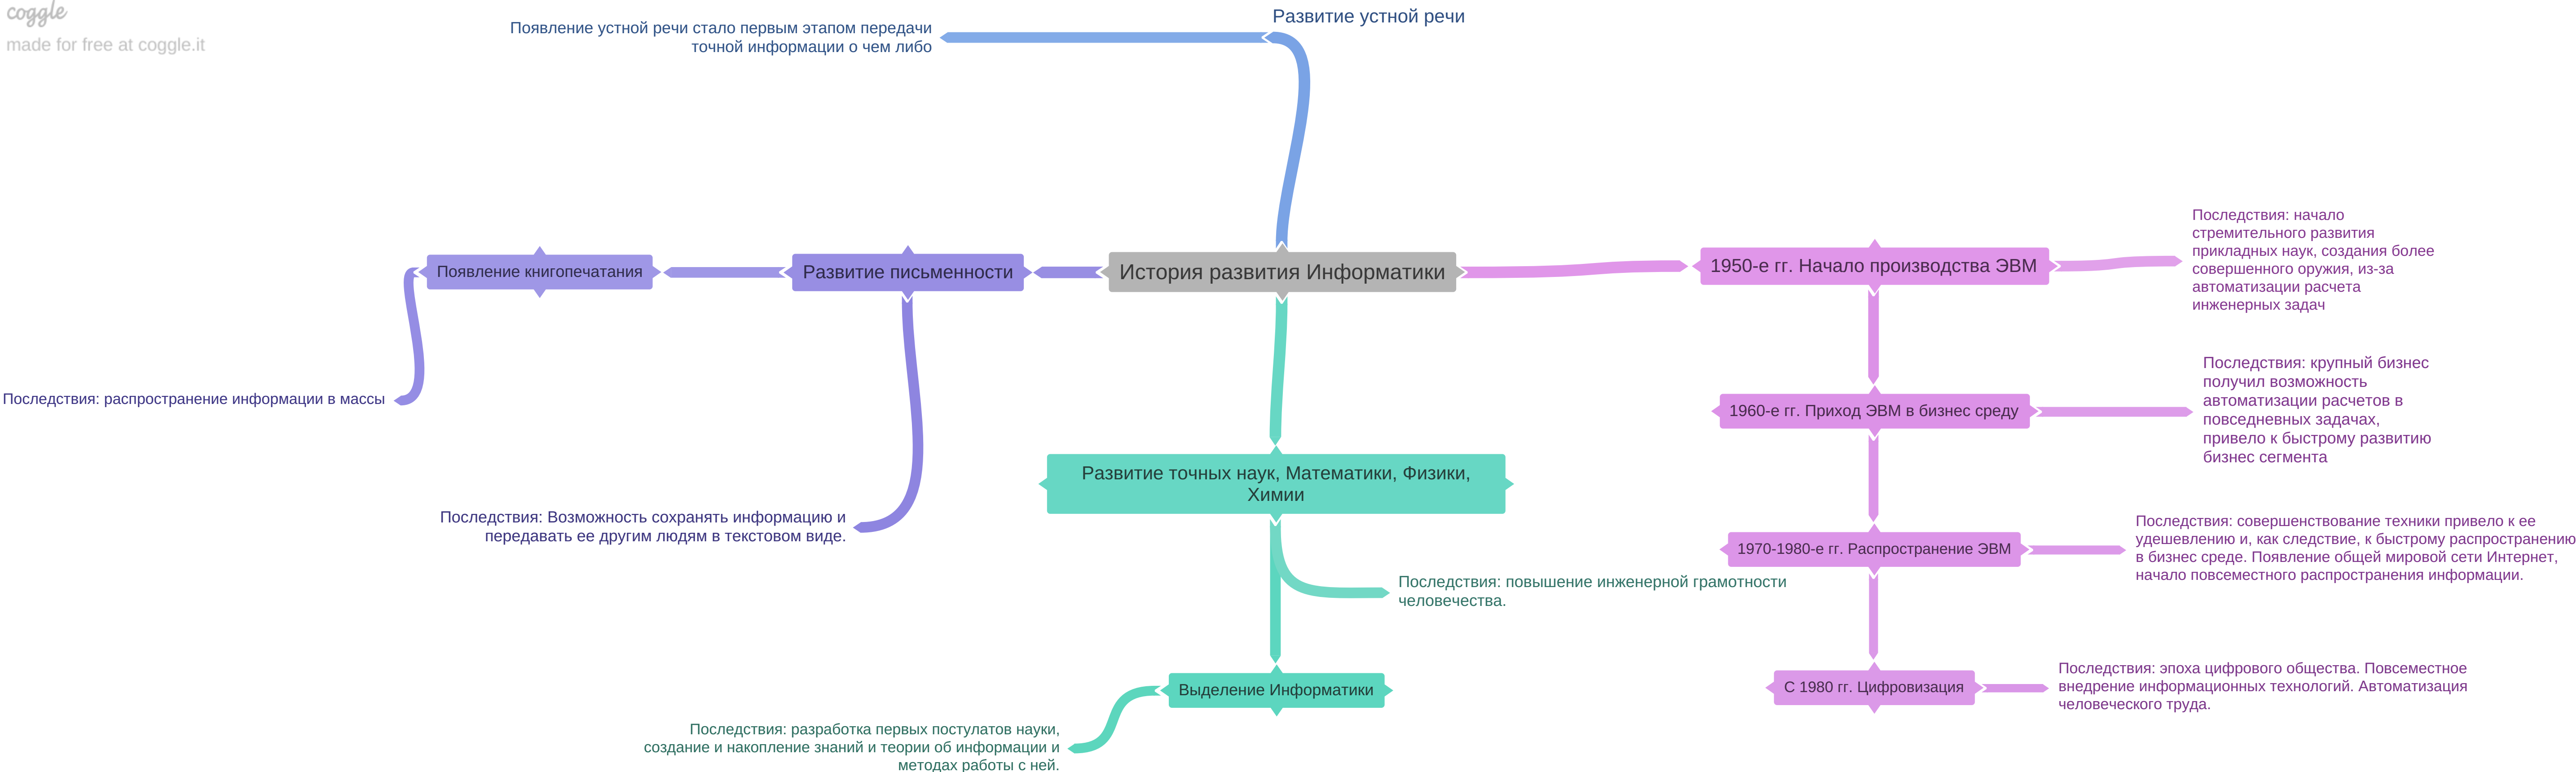 coggle
made for free at coggle.it
Развитие устной речи
Появление устной речи стало первым этапом передачи
точной информации о чем либо
История развития Информатики
Развитие письменности
Появление книгопечатания
Последствия: распространение информации в массы
Последствия: Возможность сохранять информацию и
передавать ее другим людям в текстовом виде.
Развитие точных наук, Математики, Физики,
Химии
Последствия: повышение инженерной грамотности
человечества.
Выделение Информатики
Последствия: разработка первых постулатов науки,
создание и накопление знаний и теории об информации и
методах работы с ней.
1950-е гг. Начало производства ЭВМ
Последствия: начало
стремительного развития
прикладных наук, создания более
совершенного оружия, из-за
автоматизации расчета
инженерных задач
1960-е гг. Приход ЭВМ в бизнес среду
Последствия: крупный бизнес
получил возможность
автоматизации расчетов в
повседневных задачах,
привело к быстрому развитию
бизнес сегмента
1970-1980-е гг. Распространение ЭВМ
Последствия: совершенствование техники привело к ее
удешевлению и, как следствие, к быстрому распространению
в бизнес среде. Появление общей мировой сети Интернет,
начало повсеместного распространения информации.
С 1980 гг. Цифровизация
Последствия: эпоха цифрового общества. Повсеместное
внедрение информационных технологий. Автоматизация
человеческого труда.